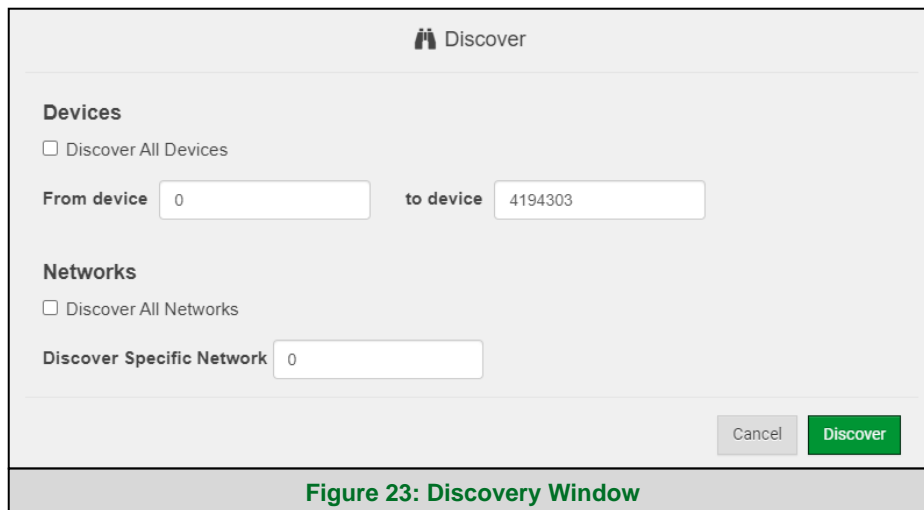 Discover
Devices
Discover All Devices
From device 0 to device 4194303
Networks
Discover All Networks
Discover Specific Network 0
Cancel Discover
Figure 23: Discovery Window